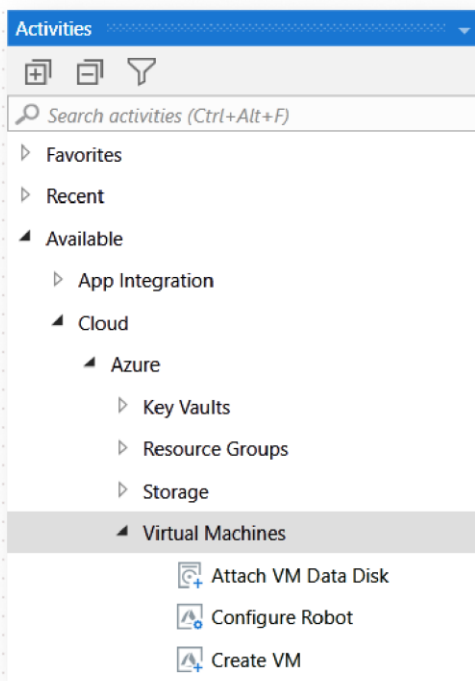 Activities
Search activities (Ctrl+Alt+F)
Favorites
Recent
Available
App Integration
Cloud
Azure
Key Vaults
Resource Groups
Storage
Virtual Machines
Attach VM Data Disk
Configure Robot
Create VM